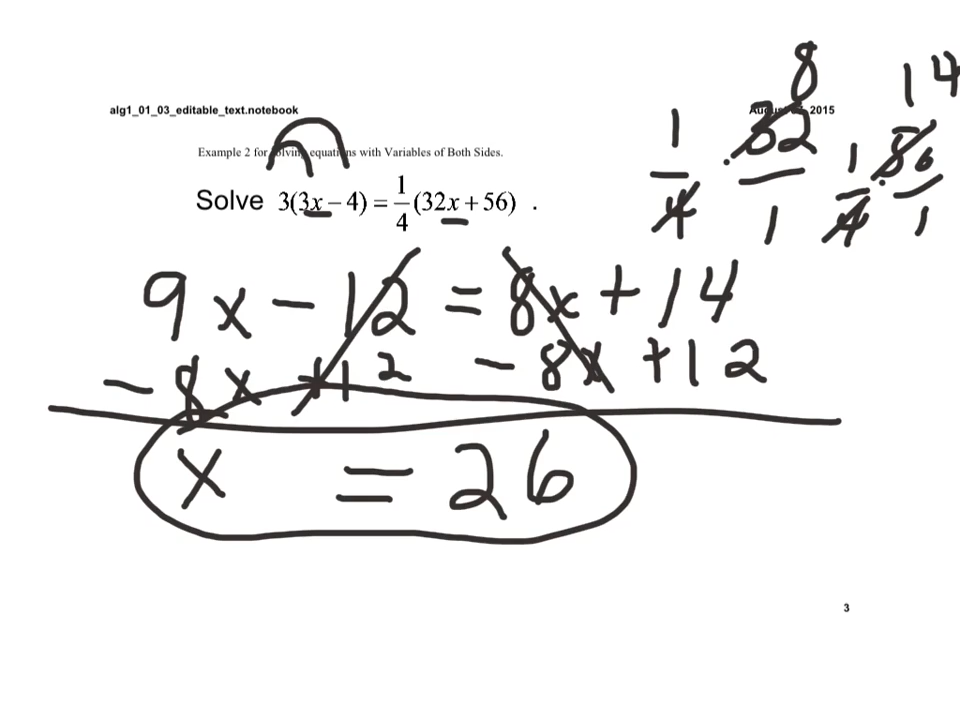 alg1_01_03_editable_text.notebook
2015
Example 2 for solving equations with Variables of Both Sides.
Solve 3(3x − 4) = 1/4 (32x + 56) .
1/4 · 32/1 8
1/4 · 56/1 14
9x − 12 = 8x + 14
− 8x +12 − 8x +12
x = 26
3